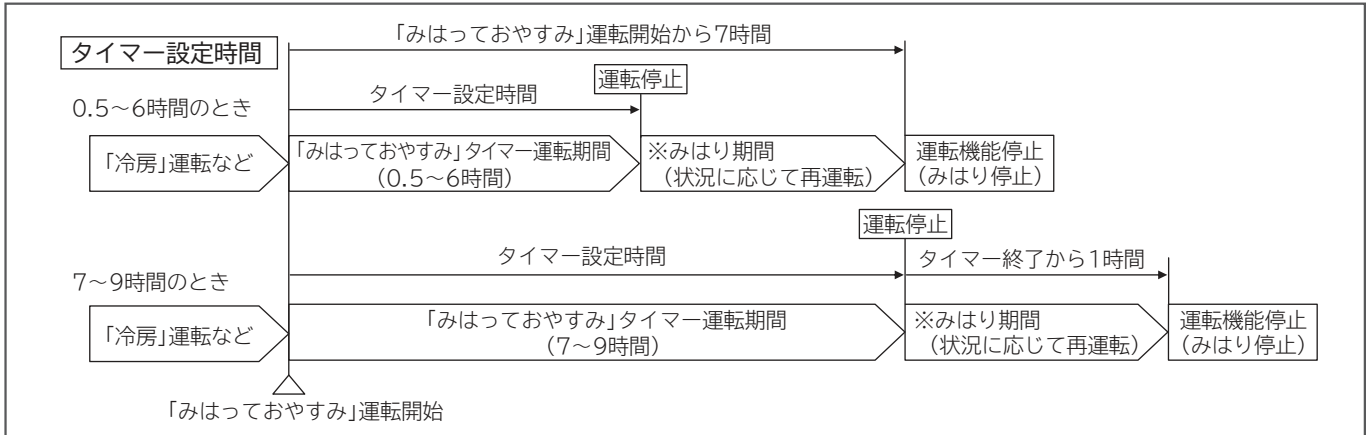 「みはっておやすみ」運転開始から7時間
タイマー設定時間
運転停止
タイマー設定時間
0.5～6時間のとき
「冷房」運転など
「みはっておやすみ」タイマー運転期間
(0.5～6時間)
※みはり期間
(状況に応じて再運転)
運転機能停止
(みはり停止)
運転停止
タイマー設定時間
タイマー終了から1時間
7～9時間のとき
「冷房」運転など
「みはっておやすみ」タイマー運転期間
(7～9時間)
※みはり期間
(状況に応じて再運転)
運転機能停止
(みはり停止)
「みはっておやすみ」運転開始